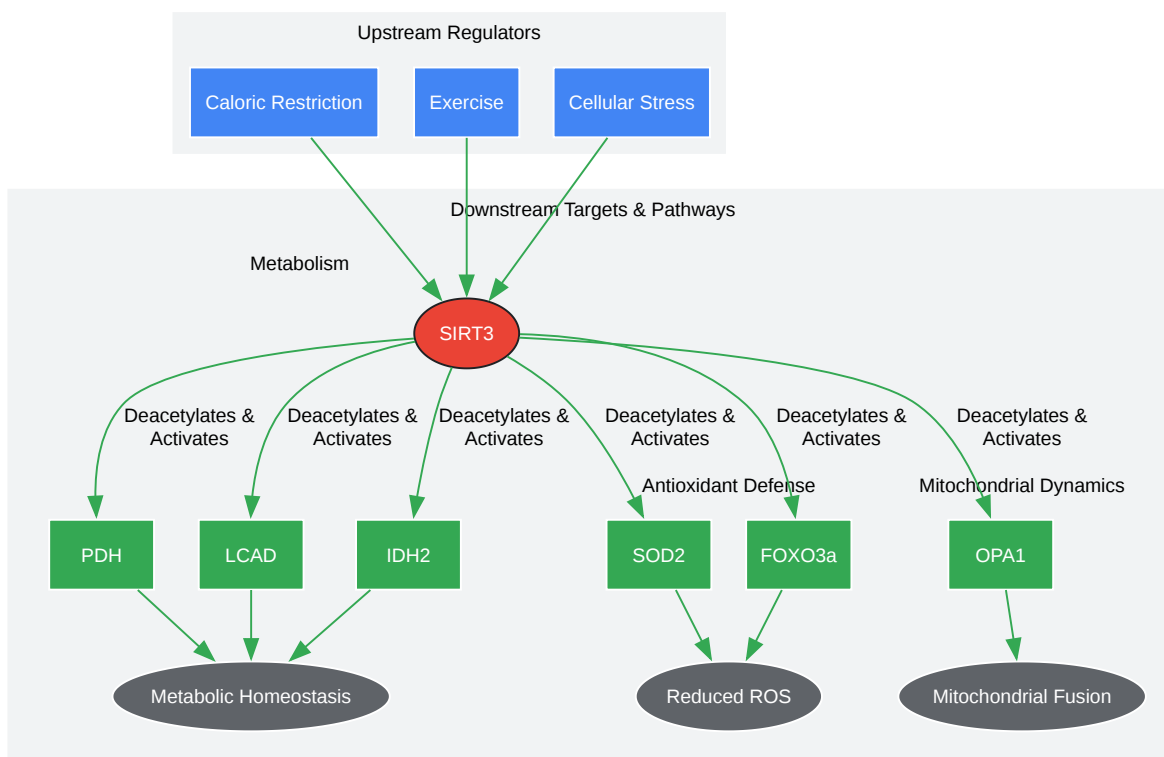 Upstream Regulators
Caloric Restriction
Exercise
Cellular Stress
Downstream Targets & Pathways
Metabolism
SIRT3
Deacetylates &
Activates
Deacetylates &
Activates
Deacetylates &
Activates
Deacetylates &
Activates
Deacetylates &
Activates
Deacetylates &
Activates
Antioxidant Defense
Mitochondrial Dynamics
PDH
LCAD
IDH2
SOD2
FOXO3a
OPA1
Metabolic Homeostasis
Reduced ROS
Mitochondrial Fusion